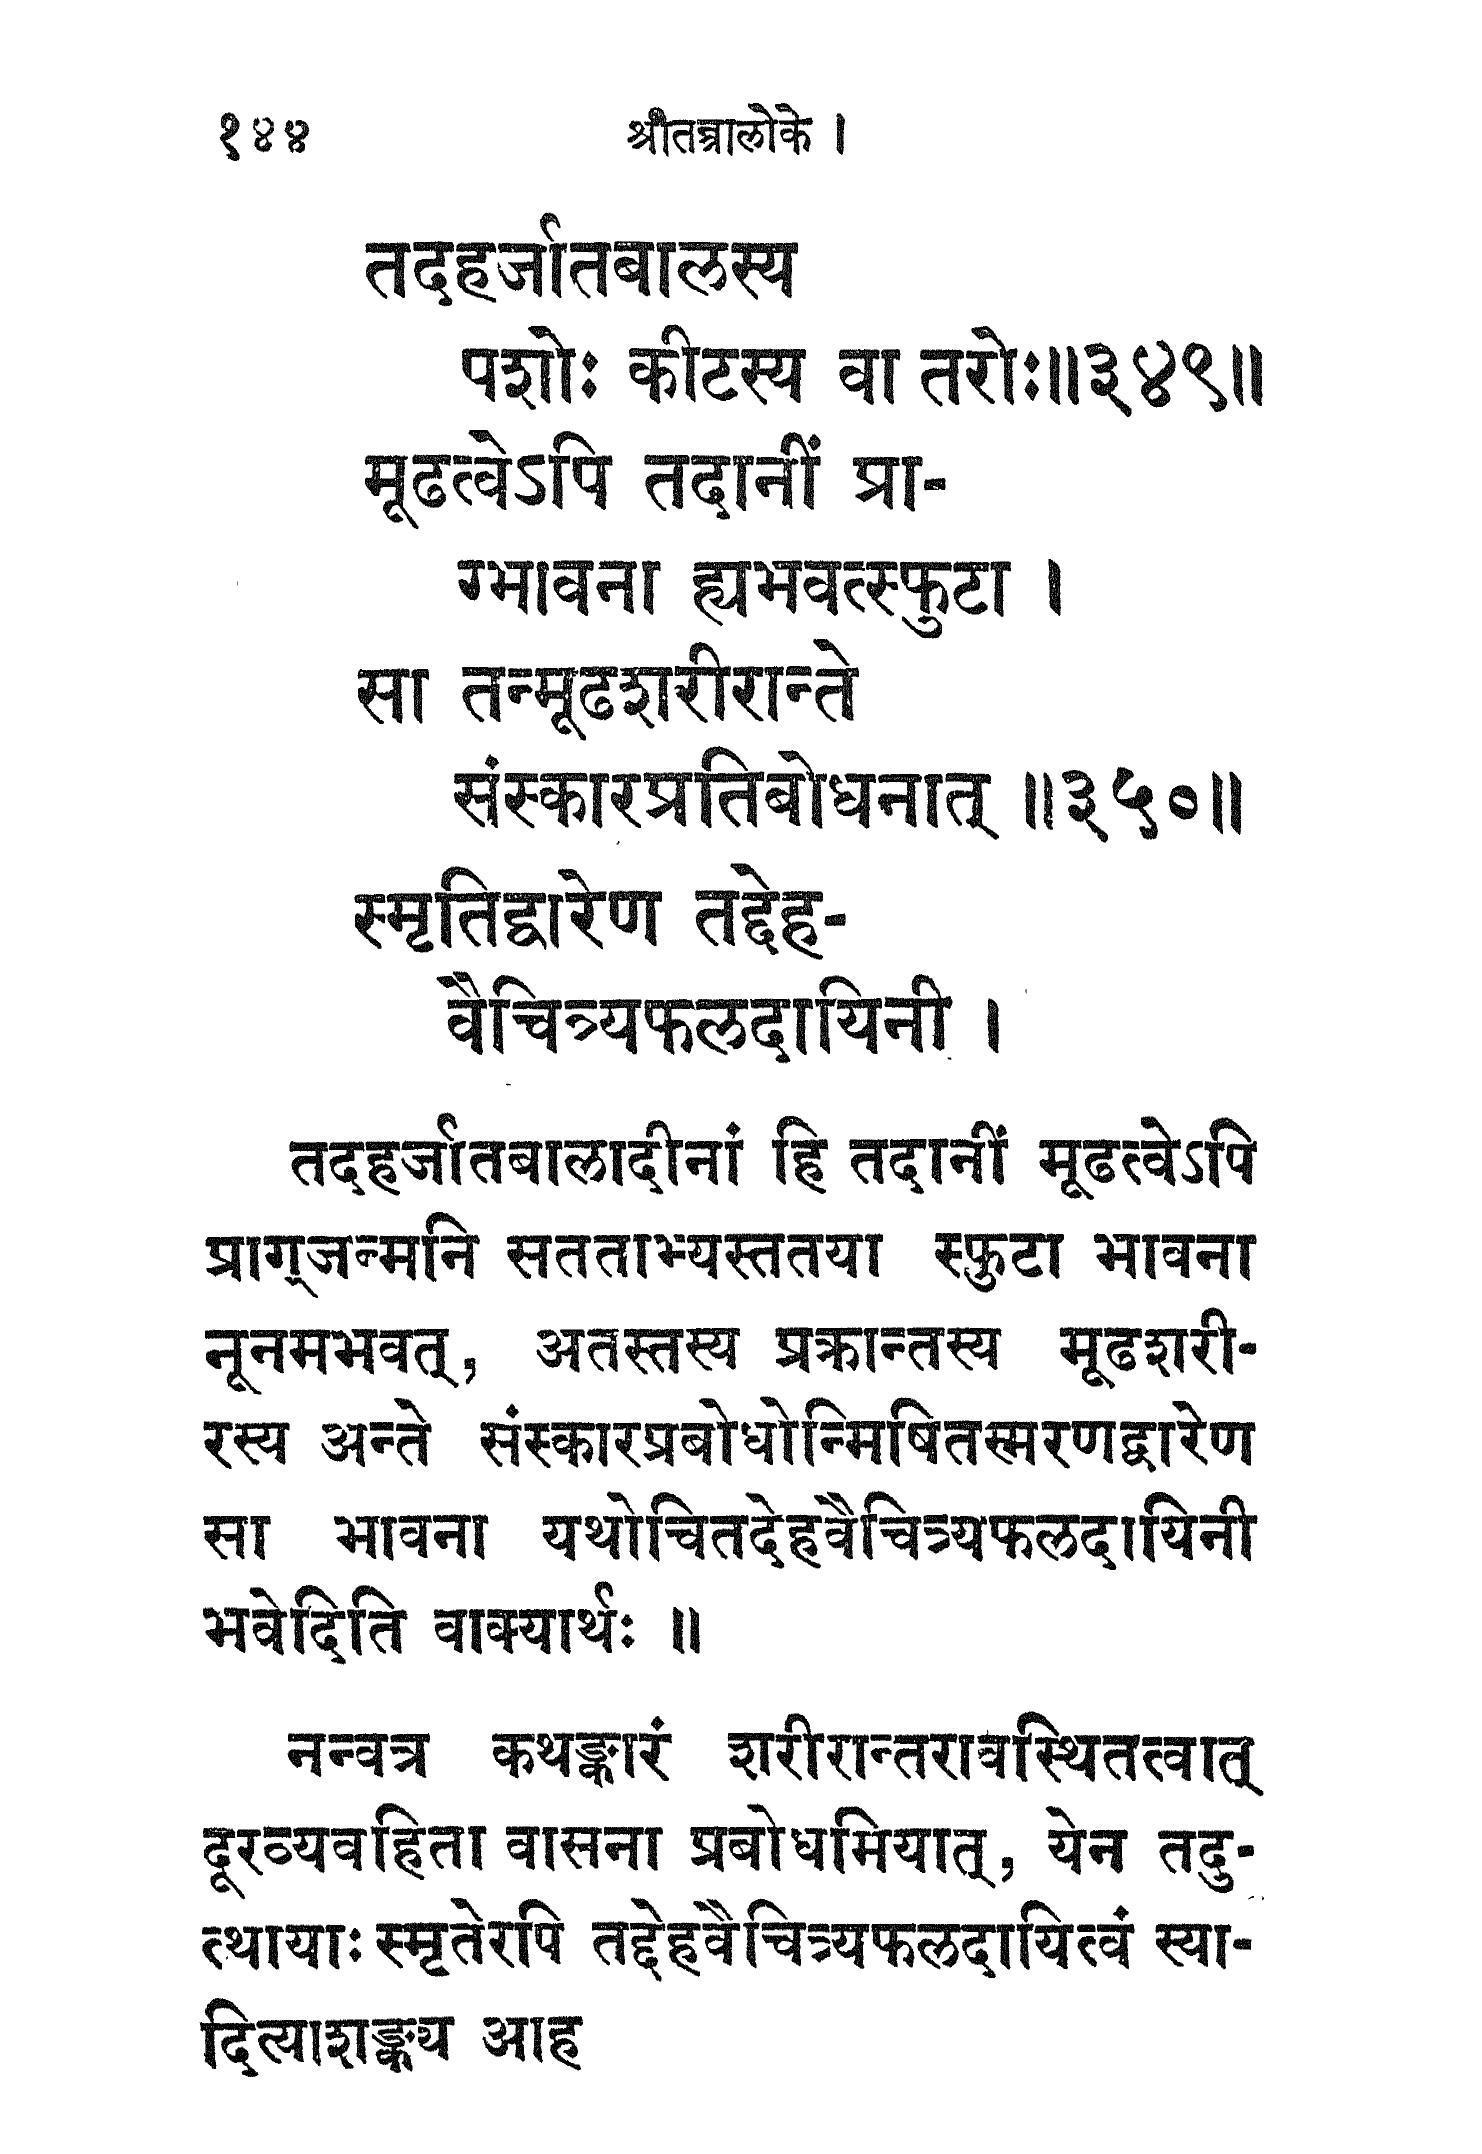 १४४ श्रीतन्त्रालोके ।
तदहर्जातबालस्य
पशोः कीटस्य वा तरोः॥३४९॥
मूढत्वेऽपि तदानीं प्रा-
ग्भावना ह्यभवत्स्फुटा ।
सा तन्मूढशरीरान्ते
संस्कारप्रतिबोधनात् ॥३५०॥
स्मृतिद्वारेण तद्देह-
वैचित्र्यफलदायिनी ।
तदहर्जातबालादीनां हि तदानीं मूढत्वेऽपि
प्राग्जन्मनि सतताभ्यस्ततया स्फुटा भावना
नूनमभवत्, अतस्तस्य प्रक्रान्तस्य मूढशरी-
रस्य अन्ते संस्कारप्रबोधोन्मिषितस्मरणद्वारेण
सा भावना यथोचितदेहवैचित्र्यफलदायिनी
भवेदिति वाक्यार्थः ॥
नन्वत्र कथङ्कारं शरीरान्तरावस्थितत्वात्
दूरव्यवहिता वासना प्रबोधमियात्, येन तदु-
त्थायाः स्मृतेरपि तद्देहवैचित्र्यफलदायित्वं स्या-
दित्याशङ्क्य आह